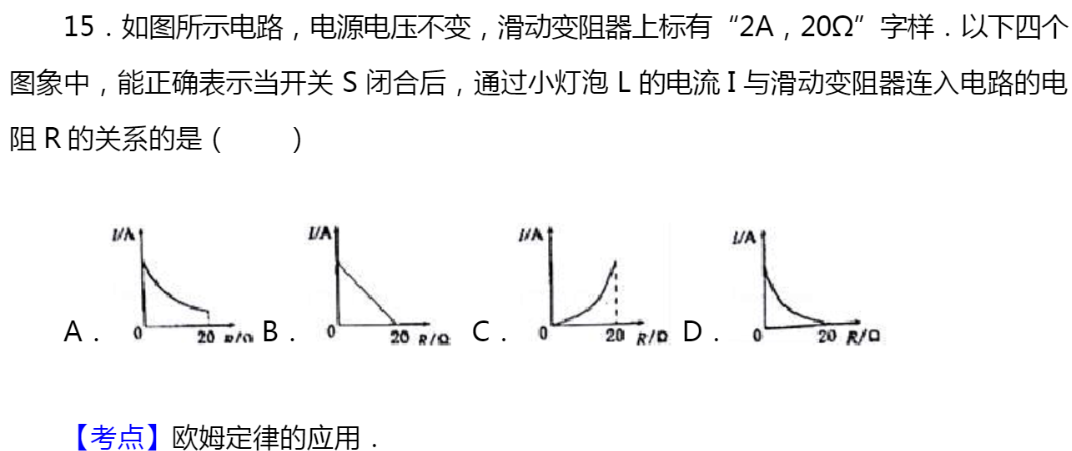 15．如图所示电路，电源电压不变，滑动变阻器上标有“2A，20Ω”字样．以下四个
图象中，能正确表示当开关 S 闭合后，通过小灯泡 L 的电流 I 与滑动变阻器连入电路的电
阻 R 的关系的是（　　）
I/A I/A I/A I/A
A． 0 20 R/Ω B． 0 20 R/Ω C． 0 20 R/Ω D． 0 20 R/Ω
【考点】欧姆定律的应用．